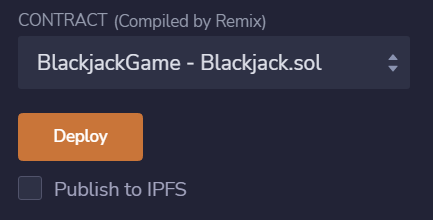 CONTRACT (Compiled by Remix)
BlackjackGame - Blackjack.sol
Deploy
Publish to IPFS